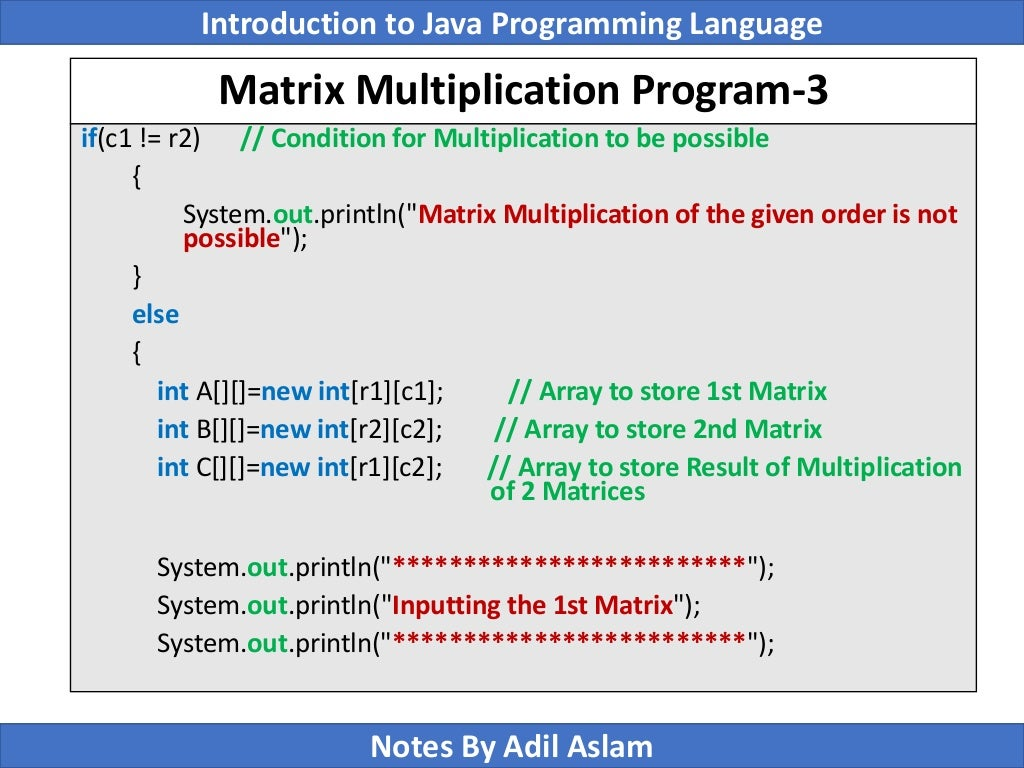 Introduction to Java Programming Language
Matrix Multiplication Program-3
if(c1 != r2) // Condition for Multiplication to be possible
{
System.out.println("Matrix Multiplication of the given order is not
possible");
}
else
{
int A[][]=new int[r1][c1]; // Array to store 1st Matrix
int B[][]=new int[r2][c2]; // Array to store 2nd Matrix
int C[][]=new int[r1][c2]; // Array to store Result of Multiplication
of 2 Matrices
System.out.println("*************************");
System.out.println("Inputting the 1st Matrix");
System.out.println("*************************");
Notes By Adil Aslam